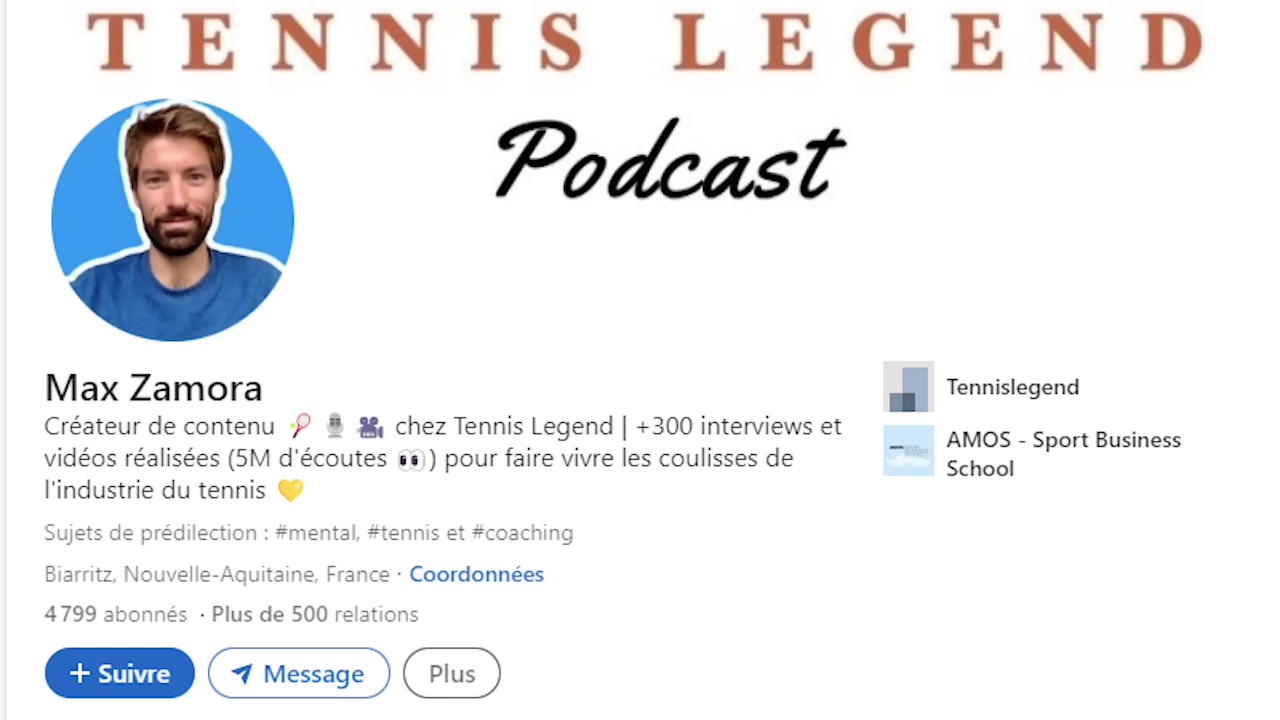 TENNIS LEGEND
Podcast
Max Zamora
Créateur de contenu 🎾 🎙️ 🎥 chez Tennis Legend | +300 interviews et
vidéos réalisées (5M d'écoutes 👀) pour faire vivre les coulisses de
l'industrie du tennis 💛
Sujets de prédilection : #mental, #tennis et #coaching
Biarritz, Nouvelle-Aquitaine, France · Coordonnées
4 799 abonnés · Plus de 500 relations
+ Suivre
Message
Plus
Tennislegend
AMOS - Sport Business
School